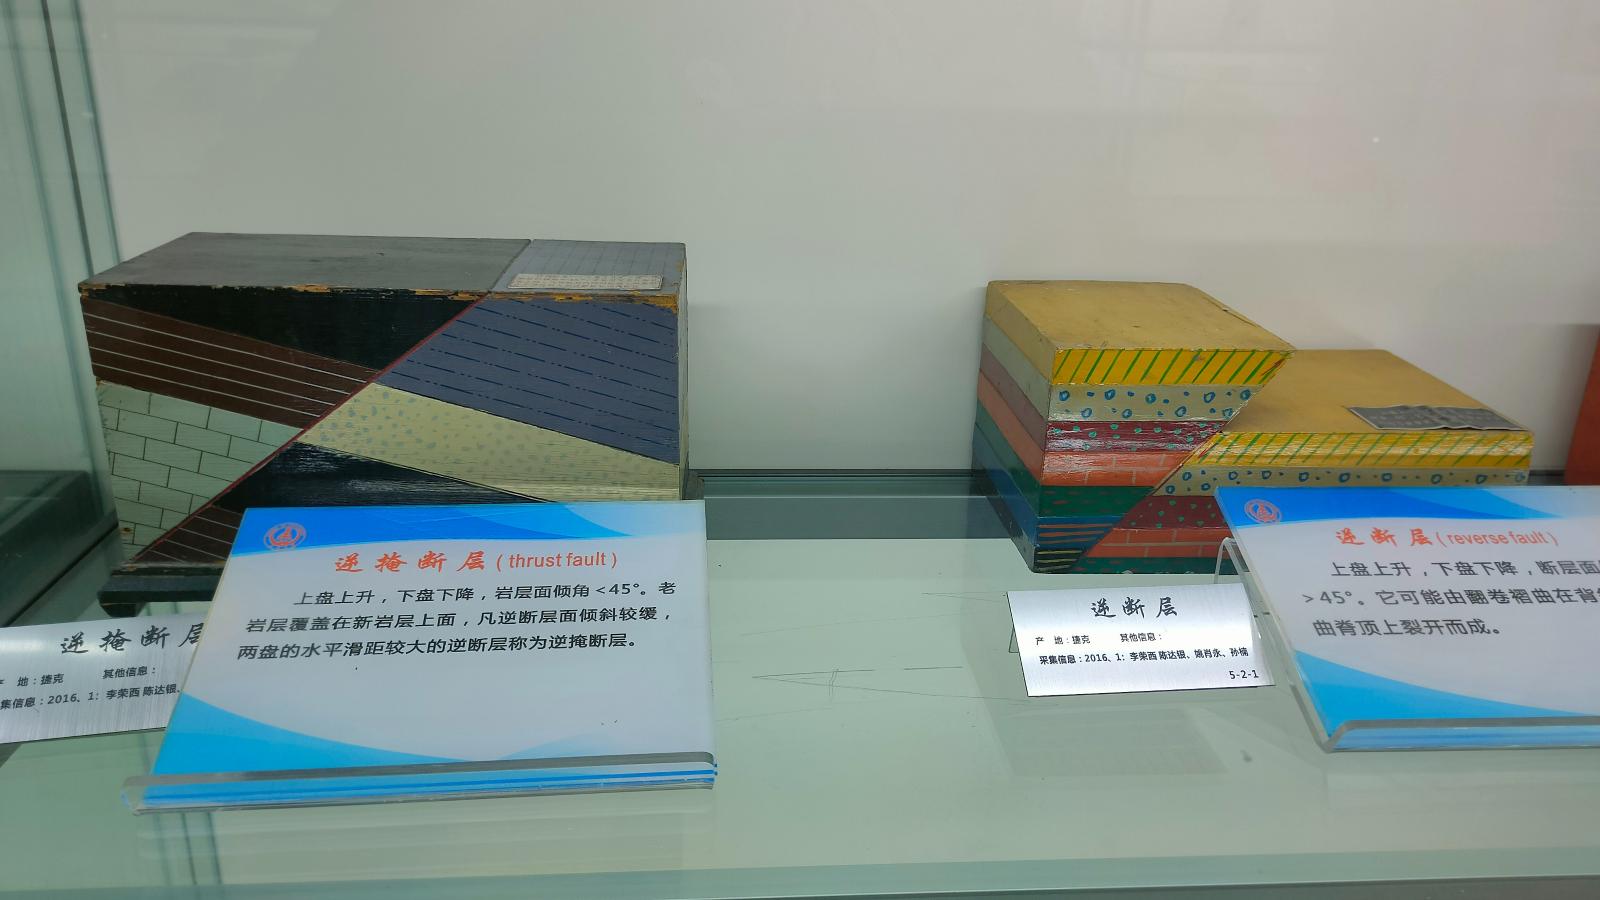 逆掩断层(thrust fault)
上盘上升，下盘下降，岩层面倾角<45°。老
岩层覆盖在新岩层上面，凡逆断层面倾斜较缓，
两盘的水平滑距较大的逆断层称为逆掩断层。
逆掩断层
地：捷克 其他信息：
集信息：2016、1：李荣西 陈达银、
逆断层
产 地：捷克 其他信息：
采集信息：2016、1：李荣西 陈达银、姚肖永、孙楠
5-2-1
逆断层(reverse fault)
上盘上升，下盘下降，断层面
>45°。它可能由翻卷褶曲在背
曲脊顶上裂开而成。